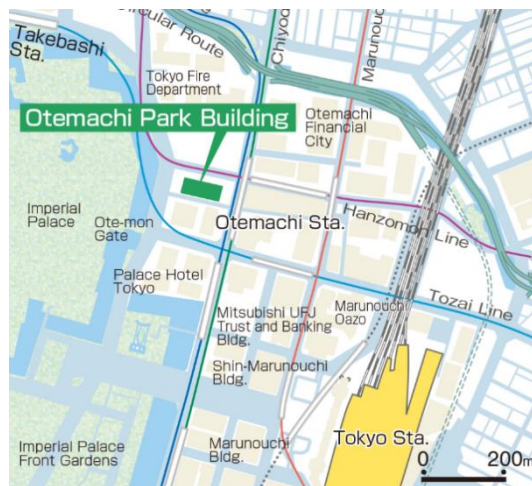 Circular Route
Chiyod
Marunouchi
Takebashi
Sta.
Tokyo Fire
Department
Otemachi Park Building
Otemachi
Financial
City
Imperial
Palace
Ote-mon
Gate
Otemachi Sta.
Hanzomon Line
Palace Hotel
Tokyo
Tozai Line
Mitsubishi UFJ
Trust and Banking
Bldg.
Marunouchi
Oazo
Shin-Marunouchi
Bldg.
Imperial Palace
Front Gardens
Marunouchi
Bldg.
Tokyo Sta.
0 200m